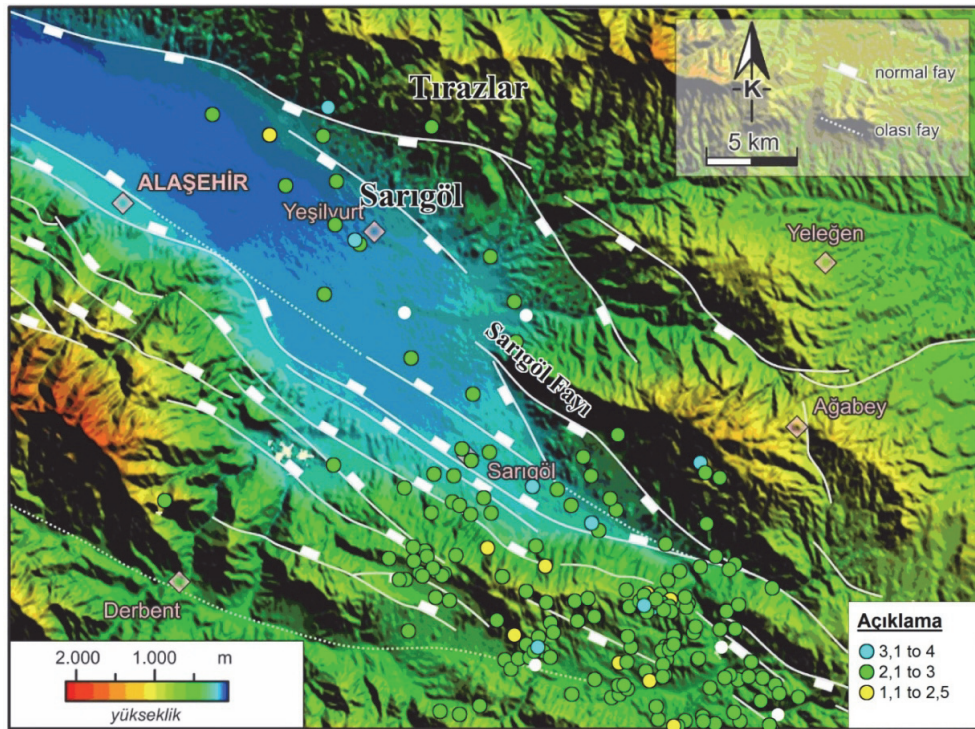 Tırazlar
-K-
5 km
normal fay
olası fay
ALAŞEHİR
Sarıgöl
Yeşilvurt
Yeleğen
Sarıgöl Fayı
Ağabey
Sarıgöl
Derbent
2.000 1.000 m
yükseklik
Açıklama
3,1 to 4
2,1 to 3
1,1 to 2,5